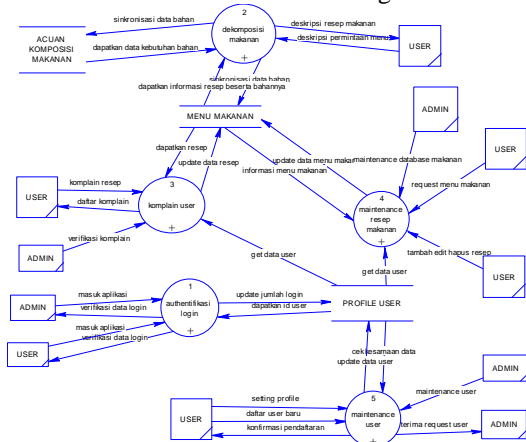 sinkronisasi data bahan
2
dekomposisi
makanan
+
deskripsi resep makanan
deskripsi permintaan menu
USER
ACUAN
KOMPOSISI
MAKANAN
dapatkan data kebutuhan bahan
sinkronisasi data bahan
dapatkan informasi resep beserta bahannya
MENU MAKANAN
ADMIN
USER
dapatkan resep
update data resep
update data menu makan
maintenance database makanan
informasi menu makanan
request menu makanan
USER
komplain resep
daftar komplain
3
komplain user
+
4
maintenance
resep
makanan
+
ADMIN
verifikasi komplain
tambah edit hapus resep
USER
get data user
get data user
ADMIN
masuk aplikasi
verifikasi data login
1
authentifikasi
login
+
update jumlah login
dapatkan id user
PROFILE USER
USER
masuk aplikasi
verifikasi data login
cek kesamaan data
update data user
ADMIN
maintenance user
USER
setting profile
daftar user baru
konfirmasi pendaftaran
5
maintenance
user
+
terima request user
ADMIN